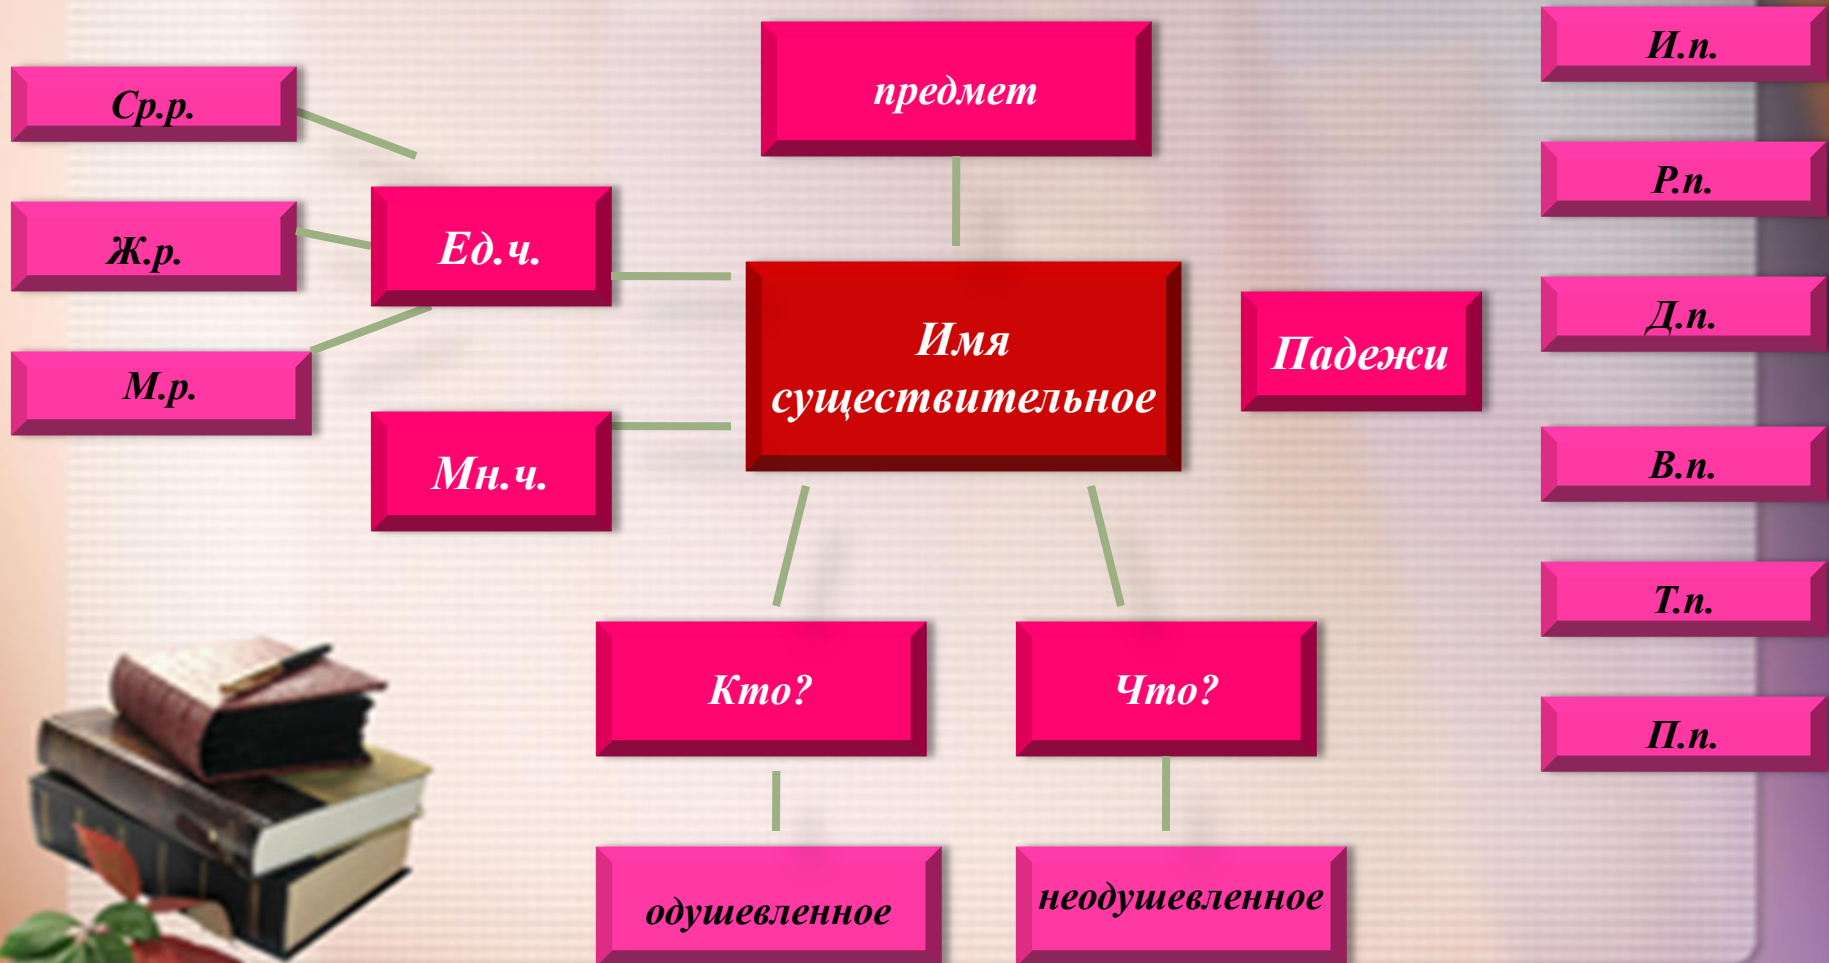 предмет
Ср.р.
Ж.р.
М.р.
Ед.ч.
Мн.ч.
Имя
существительное
Падежи
И.п.
Р.п.
Д.п.
В.п.
Т.п.
П.п.
Кто?
Что?
одушевленное
неодушевленное